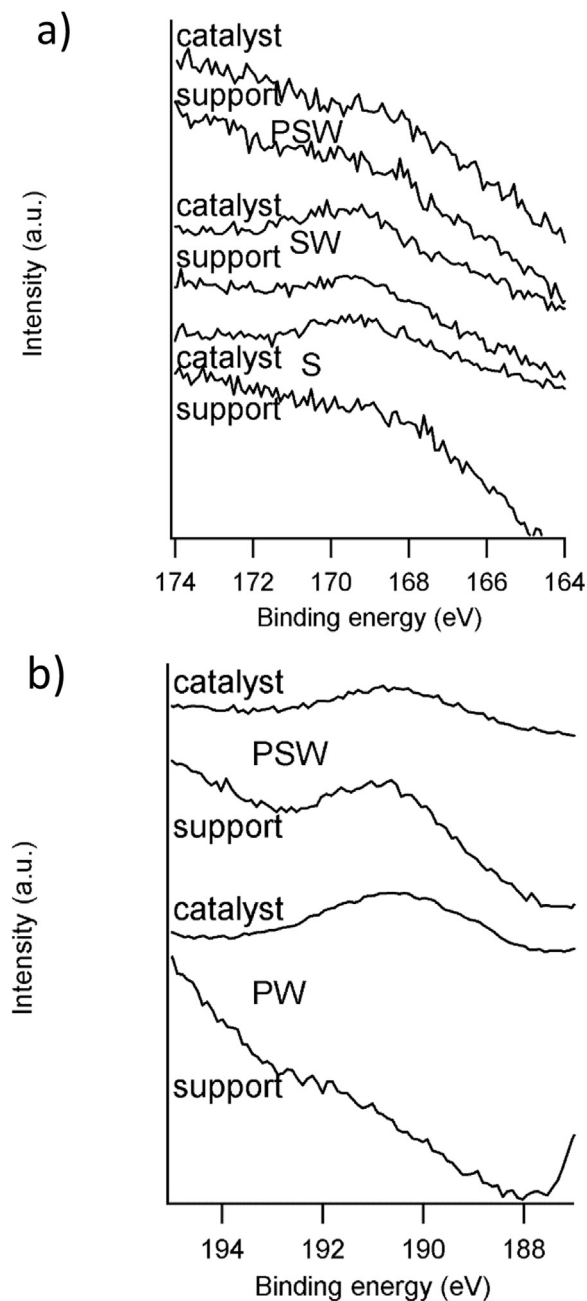 a)
catalyst
support
PSW
catalyst
SW
support
catalyst
S
support
Intensity (a.u.)
174 172 170 168 166 164
Binding energy (eV)
b)
catalyst
PSW
support
catalyst
PW
support
Intensity (a.u.)
194 192 190 188
Binding energy (eV)